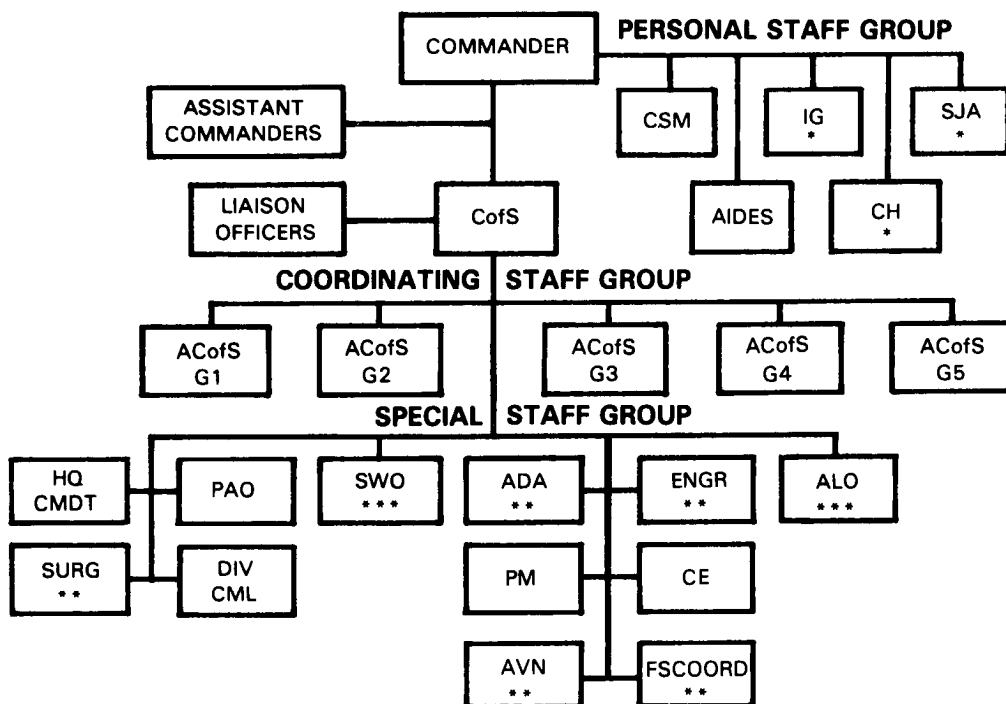 COMMANDER
PERSONAL STAFF GROUP
ASSISTANT
COMMANDERS
CSM
IG
*
SJA
*
LIAISON
OFFICERS
CofS
AIDES
CH
*
COORDINATING STAFF GROUP
ACofS
G1
ACofS
G2
ACofS
G3
ACofS
G4
ACofS
G5
SPECIAL STAFF GROUP
HQ
CMDT
PAO
SWO
***
ADA
**
ENGR
**
ALO
***
SURG
**
DIV
CML
PM
CE
AVN
**
FSCOORD
**